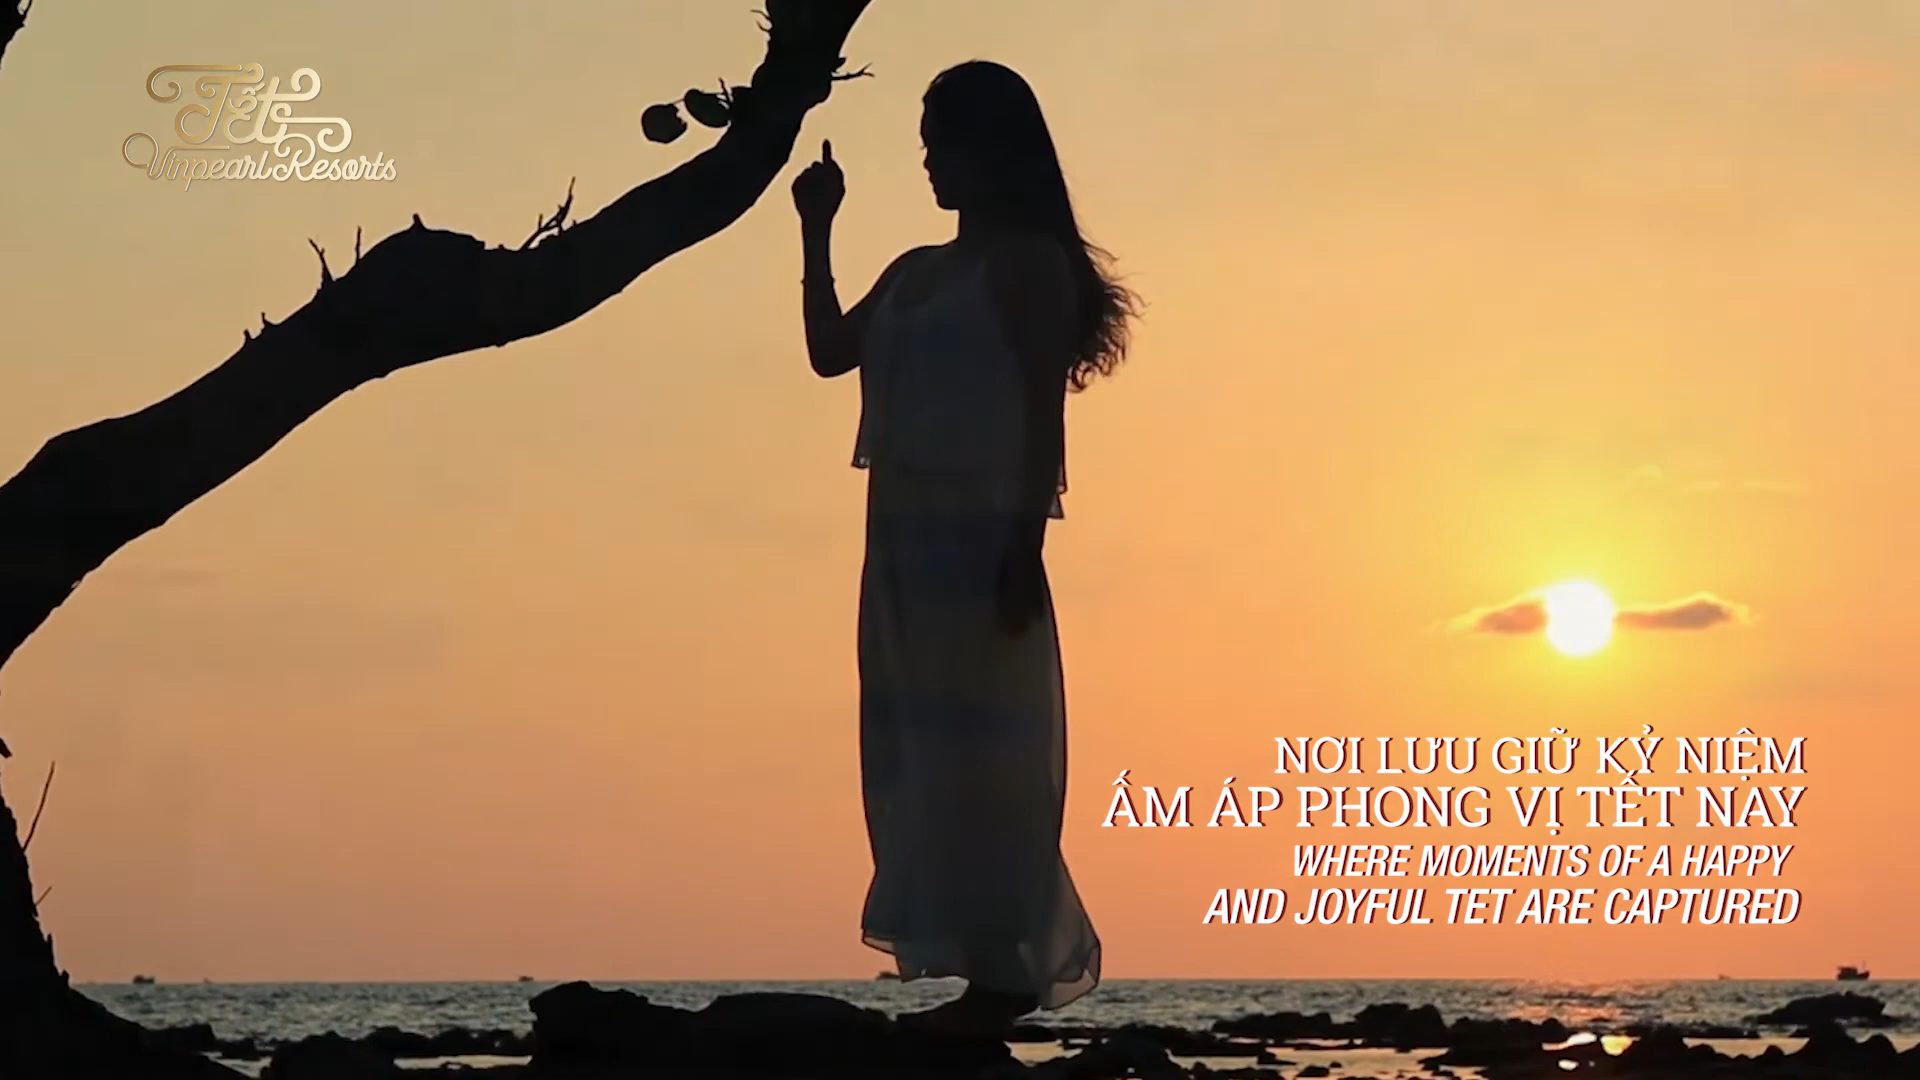 Tết
Vinpearl Resorts
NƠI LƯU GIỮ KỶ NIỆM
ẤM ÁP PHONG VỊ TẾT NAY
WHERE MOMENTS OF A HAPPY
AND JOYFUL TET ARE CAPTURED